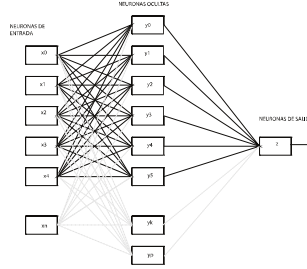 NEURONAS OCULTAS
NEURONAS DE
ENTRADA
y0
x0
y1
x1
y2
x2
y3
NEURONAS DE SALI
x3
y4
?
x4
y5
xn
yk
yp